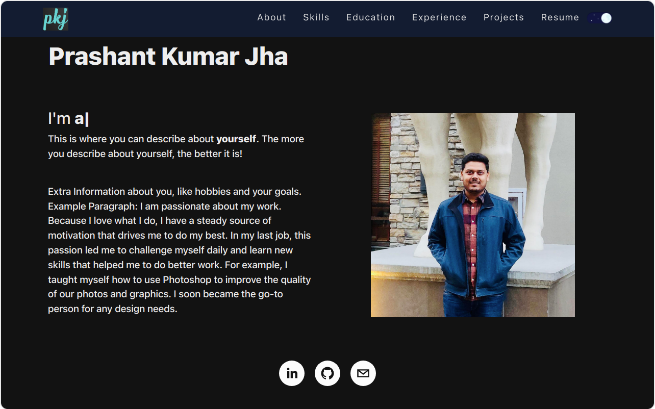 pkj
About Skills Education Experience Projects Resume
Prashant Kumar Jha
I'm a|
This is where you can describe about yourself. The more
you describe about yourself, the better it is!
Extra Information about you, like hobbies and your goals.
Example Paragraph: I am passionate about my work.
Because I love what I do, I have a steady source of
motivation that drives me to do my best. In my last job, this
passion led me to challenge myself daily and learn new
skills that helped me to do better work. For example, I
taught myself how to use Photoshop to improve the quality
of our photos and graphics. I soon became the go-to
person for any design needs.
in